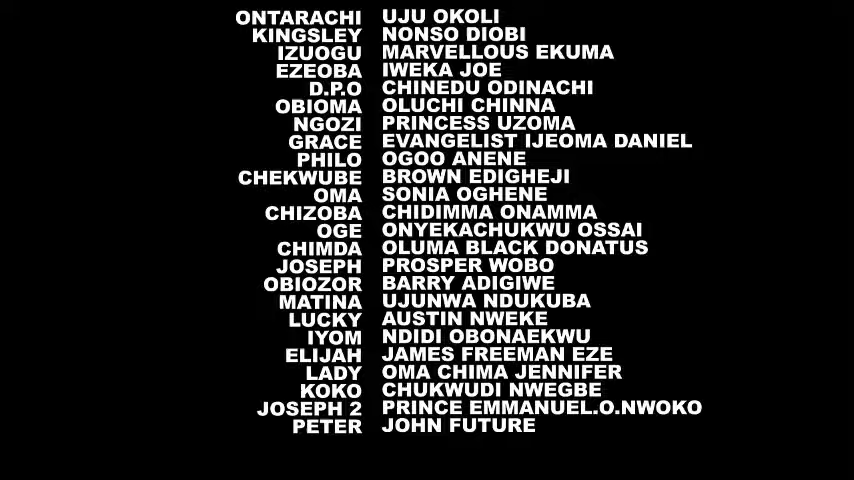 ONTARACHI UJU OKOLI
KINGSLEY NONSO DIOBI
IZUOGU MARVELLOUS EKUMA
EZEOBA IWEKA JOE
D.P.O CHINEDU ODINACHI
OBIOMA OLUCHI CHINNA
NGOZI PRINCESS UZOMA
GRACE EVANGELIST IJEOMA DANIEL
PHILO OGOO ANENE
CHEKWUBE BROWN EDIGHEJI
OMA SONIA OGHENE
CHIZOBA CHIDIMMA ONAMMA
OGE ONYEKACHUKWU OSSAI
CHIMDA OLUMA BLACK DONATUS
JOSEPH PROSPER WOBO
OBIOZOR BARRY ADIGIWE
MATINA UJUNWA NDUKUBA
LUCKY AUSTIN NWEKE
IYOM NDIDI OBONAEKWU
ELIJAH JAMES FREEMAN EZE
LADY OMA CHIMA JENNIFER
KOKO CHUKWUDI NWEGBE
JOSEPH 2 PRINCE EMMANUEL.O.NWOKO
PETER JOHN FUTURE